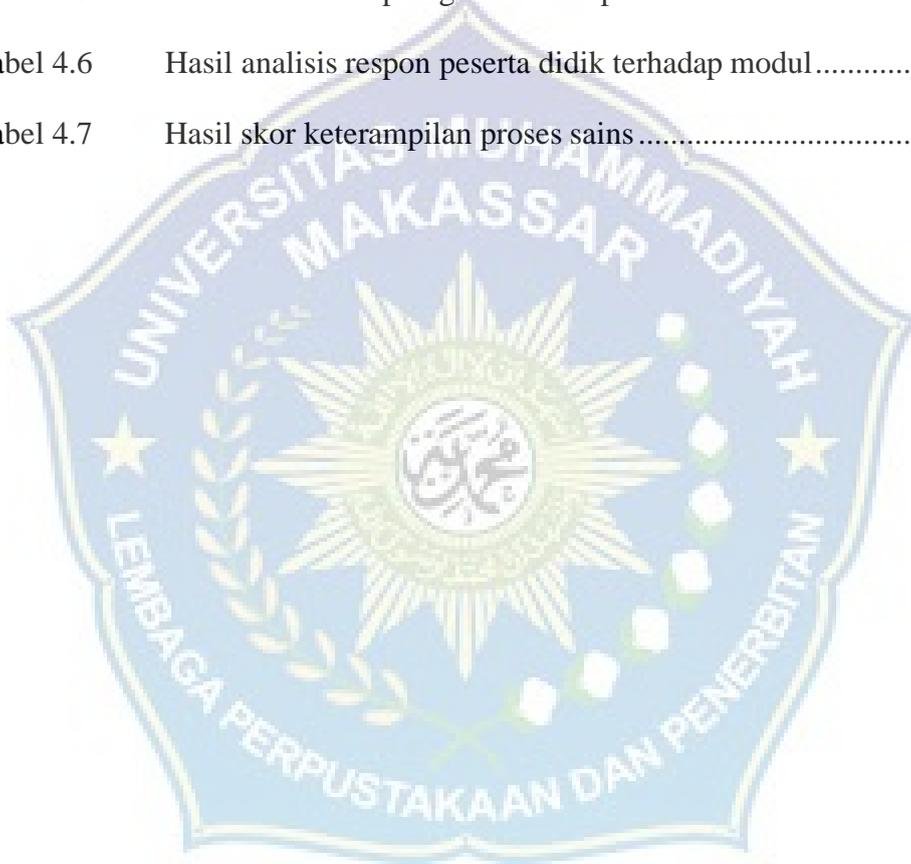 abel 4.6 Hasil analisis respon peserta didik terhadap modul............
abel 4.7 Hasil skor keterampilan proses sains................................
UNIVERSITAS MUHAMMADIYAH
MAKASSAR
محمدية
LEMBAGA PERPUSTAKAAN DAN PENERBITAN